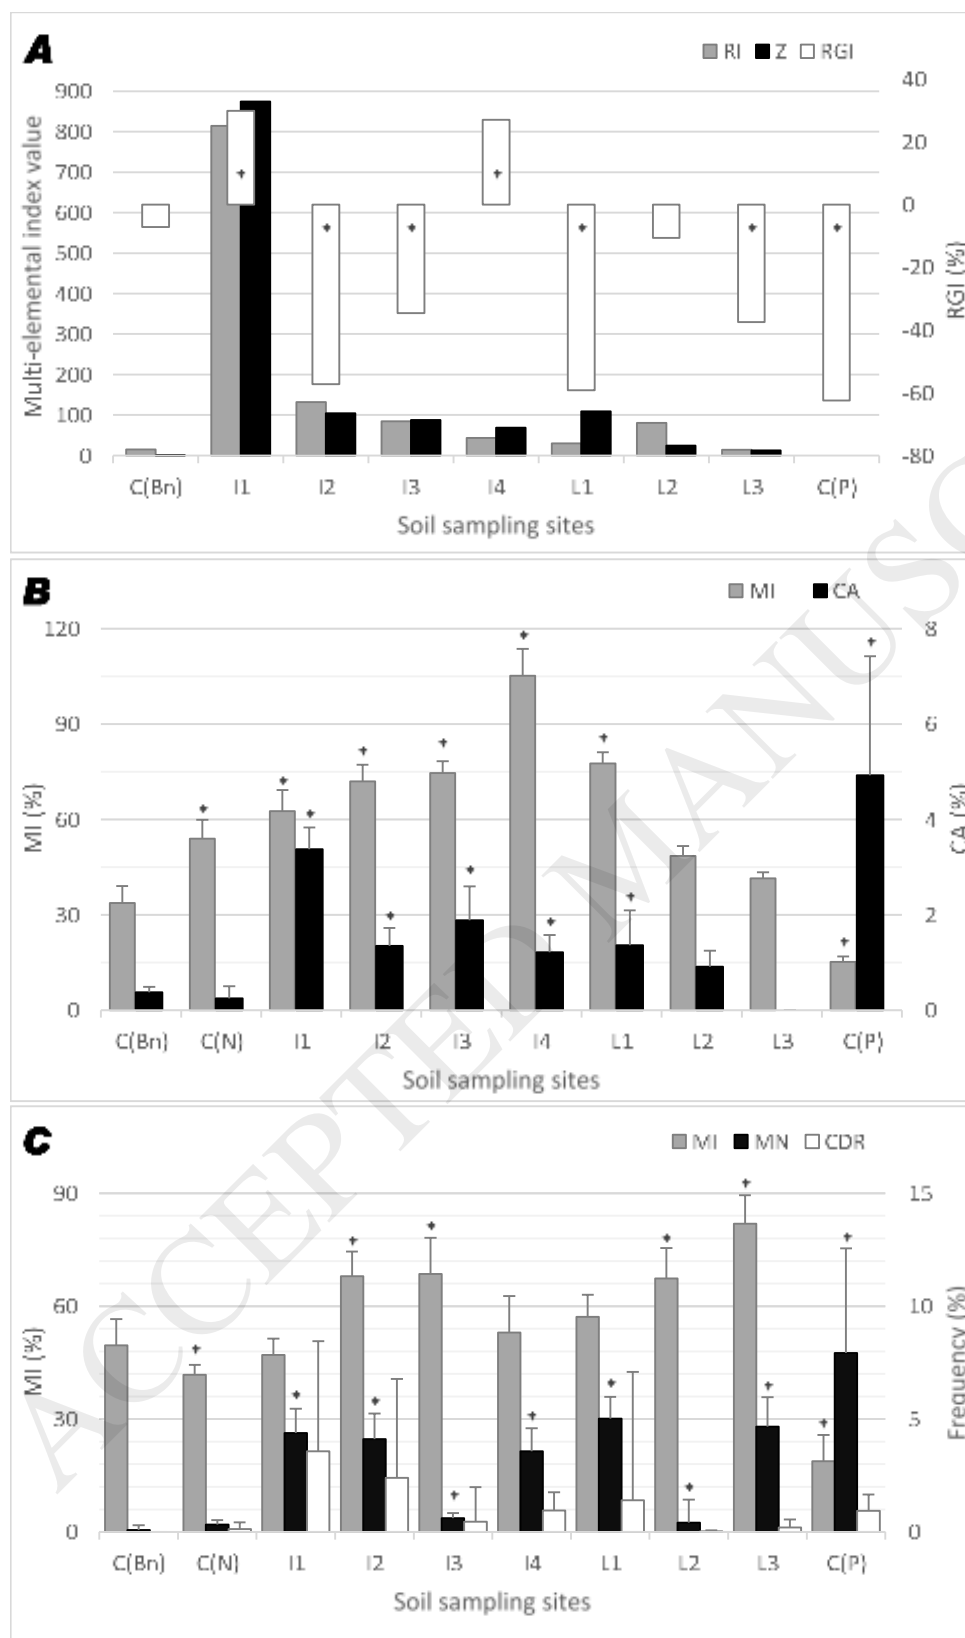 A
RI Z RGI
Multi-elemental index value
900
800
700
600
500
400
300
200
100
0
40
20
0
-20
-40
-60
-80
RGI (%)
C(Bn) I1 I2 I3 I4 L1 L2 L3 C(P)
Soil sampling sites
B
MI CA
MI (%)
120
90
60
30
0
8
6
4
2
0
CA (%)
C(Bn) C(N) I1 I2 I3 I4 L1 L2 L3 C(P)
Soil sampling sites
C
MI MN CDR
MII (%)
90
60
30
0
15
10
5
0
Frequency (%)
C(Bn) C(N) I1 I2 I3 I4 L1 L2 L3 C(P)
Soil sampling sites
ACCEPTED MANUSC